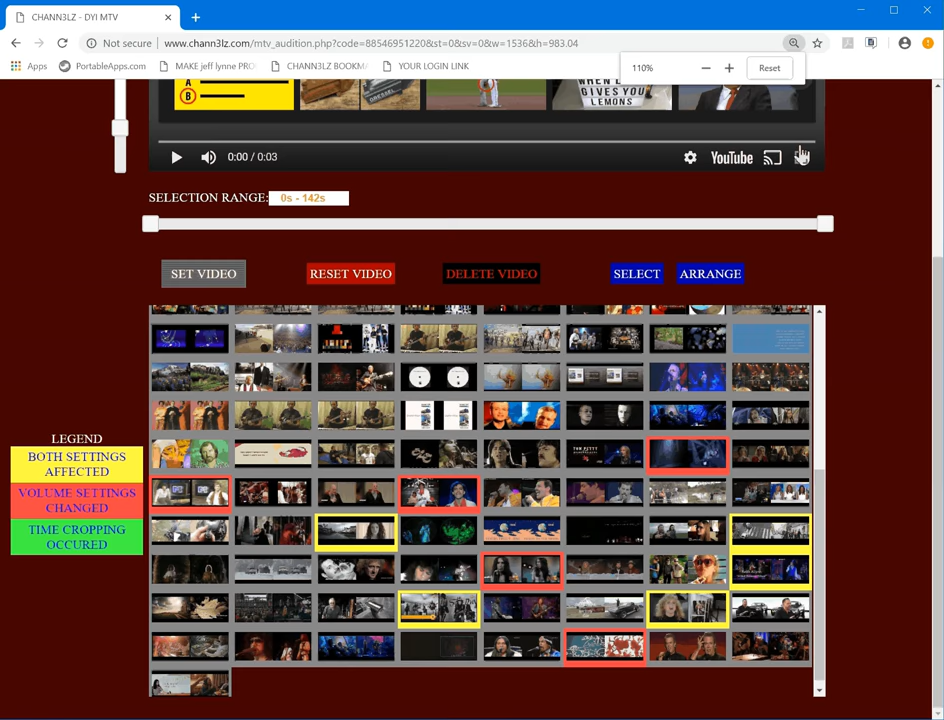 CHANN3LZ - DYI MTV
Not secure
www.chann3lz.com/mtv_audition.php?code=88546951220&st=0&sv=0&w=1536&h=983.04
Apps
PortableApps.com
MAKE jeff lynne PRO
CHANN3LZ BOOKMA
YOUR LOGIN LINK
110%
Reset
A
B
WHEN L
GIVES YOU
LEMONS
0:00 / 0:03
YouTube
SELECTION RANGE:
0s - 142s
SET VIDEO
RESET VIDEO
DELETE VIDEO
SELECT
ARRANGE
LEGEND
BOTH SETTINGS
AFFECTED
VOLUME SETTINGS
CHANGED
TIME CROPPING
OCCURED
TOM PETTY